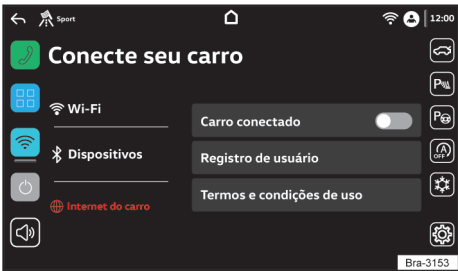 Sport
12:00
Conecte seu carro
Wi-Fi
Carro conectado
Dispositivos
Registro de usuário
Internet do carro
Termos e condições de uso
P
P
A
OFF
Bra-3153